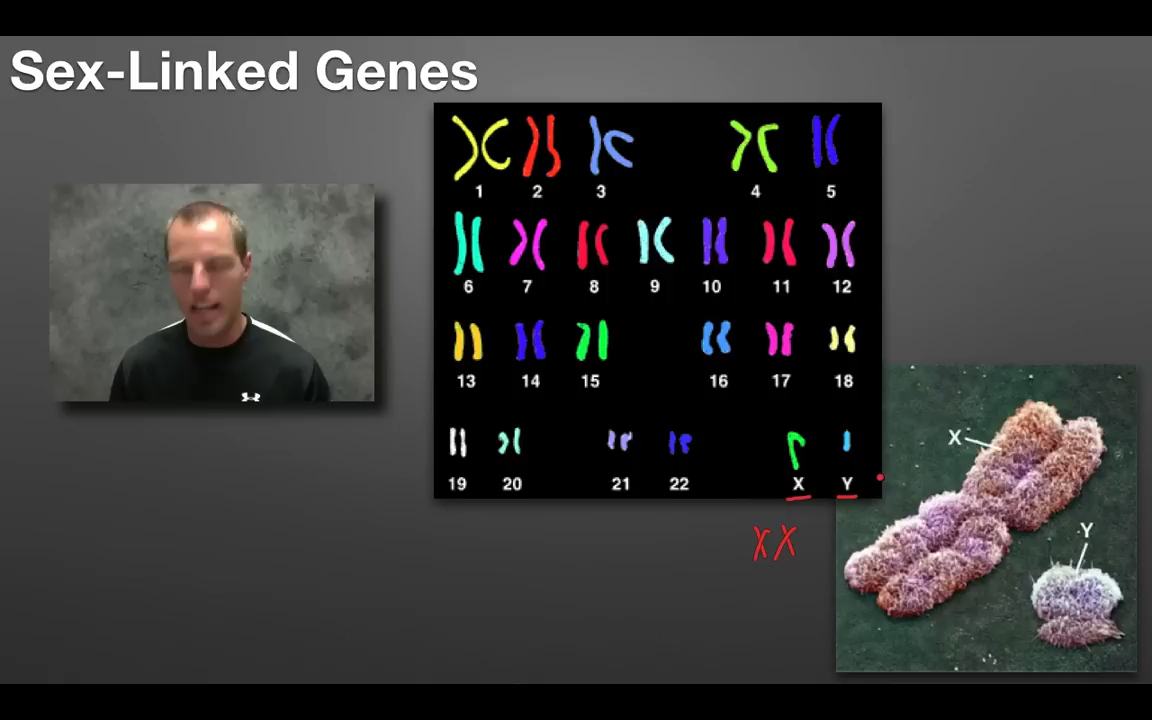 Sex-Linked Genes
1 2 3 4 5
6 7 8 9 10 11 12
13 14 15 16 17 18
19 20 21 22 X Y
XX
X
Y